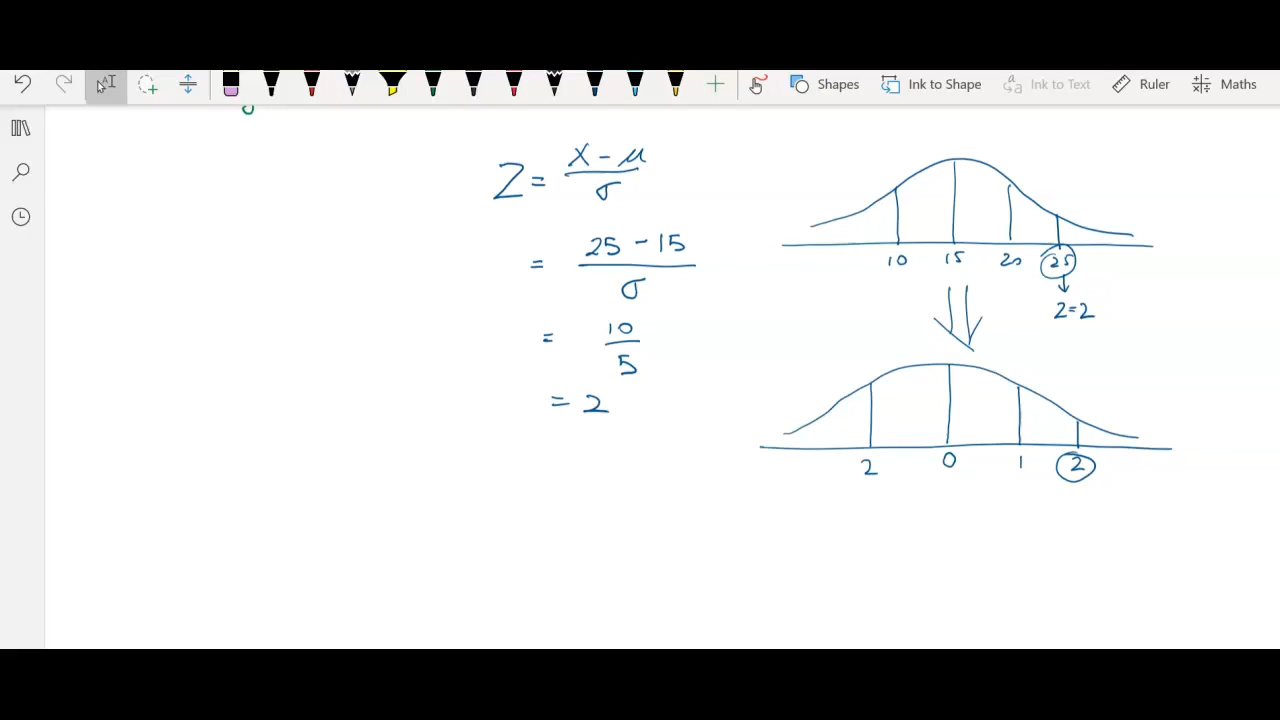 Shapes Ink to Shape Ink to Text Ruler Maths
Z = X - μ / σ
= 25 - 15 / σ
= 10 / 5
= 2
10 15 20 25
Z=2
2 0 1 2